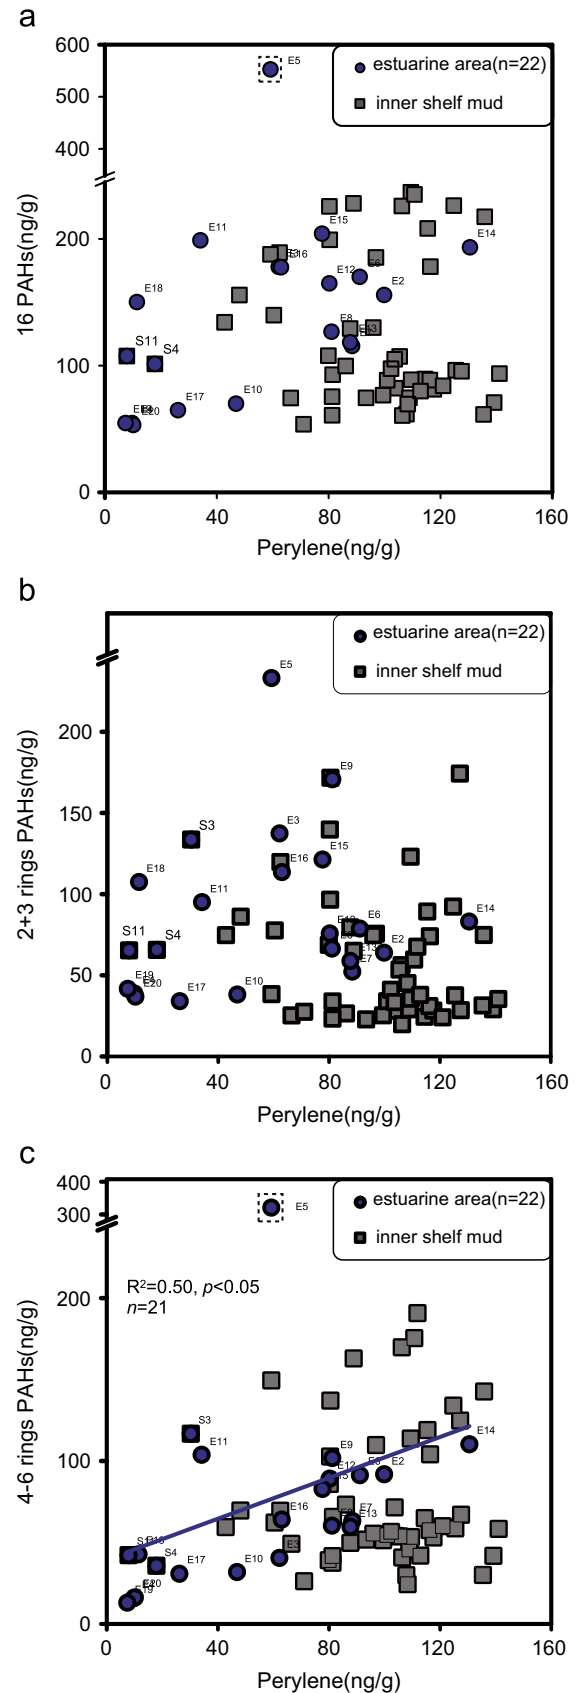 a
600
500
400
200
100
0
16 PAHs(ng/g)
estuarine area(n=22)
inner shelf mud
E5
E15
E14
E11
E16
E12
E6
E2
E18
E8
E13
S11
S4
E17
E10
E20
0
40
80
120
160
Perylene(ng/g)
b
200
150
100
50
0
2+3 rings PAHs(ng/g)
estuarine area(n=22)
inner shelf mud
E5
E9
S3
E3
E15
E16
E18
E11
E14
E12
E6
S11
S4
E2
E13
E7
E19
E20
E17
E10
0
40
80
120
160
Perylene(ng/g)
c
400
300
200
100
0
4-6 rings PAHs(ng/g)
estuarine area(n=22)
inner shelf mud
E5
R²=0.50, p<0.05
n=21
S3
E11
E14
E9
E12
E2
E16
E7
E13
E3
S4
E17
E10
E20
E19
0
40
80
120
160
Perylene(ng/g)